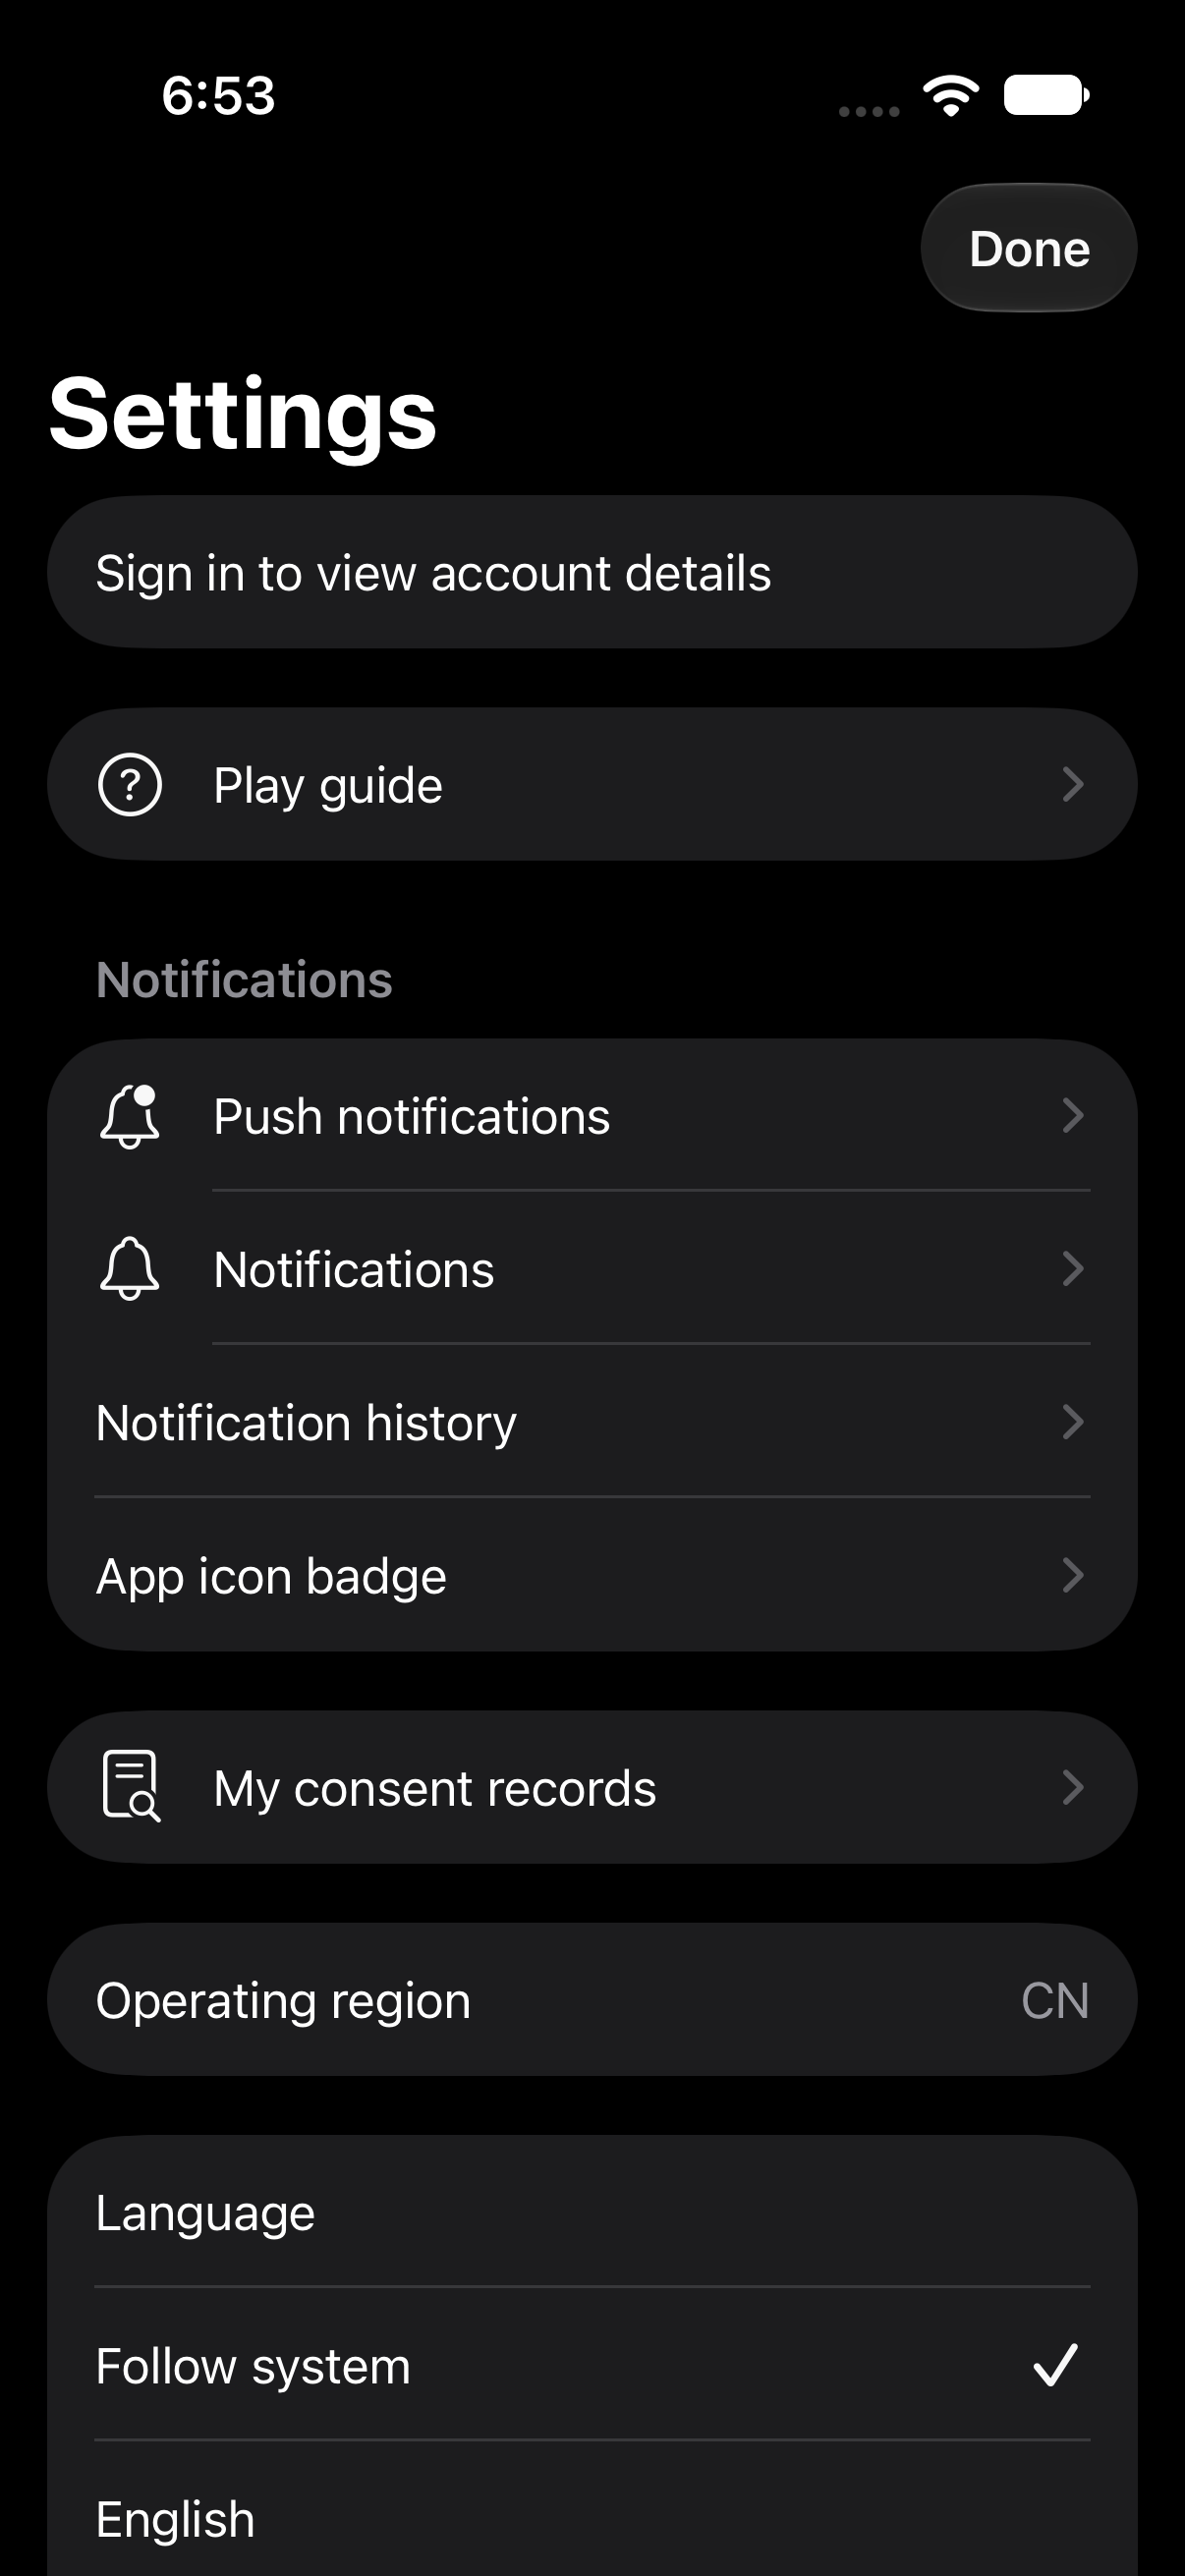 6:53
Done
Settings
Sign in to view account details
Play guide
Notifications
Push notifications
Notifications
Notification history
App icon badge
My consent records
Operating region CN
Language
Follow system
English